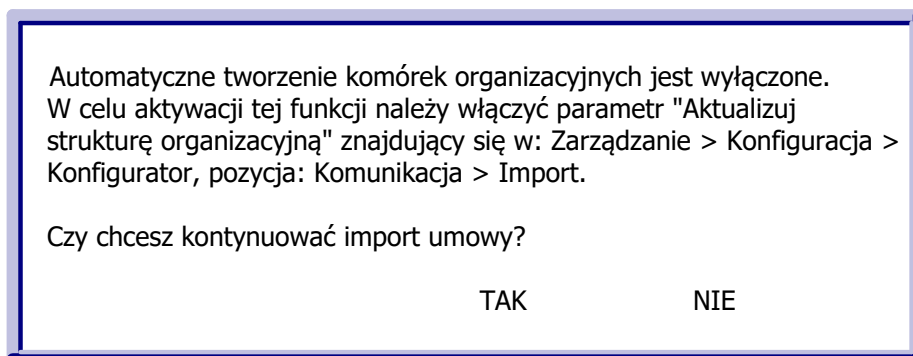 Automatyczne tworzenie komórek organizacyjnych jest wyłączone.
W celu aktywacji tej funkcji należy włączyć parametr "Aktualizuj
strukturę organizacyjną" znajdujący się w: Zarządzanie > Konfiguracja >
Konfigurator, pozycja: Komunikacja > Import.
Czy chcesz kontynuować import umowy?
TAK NIE